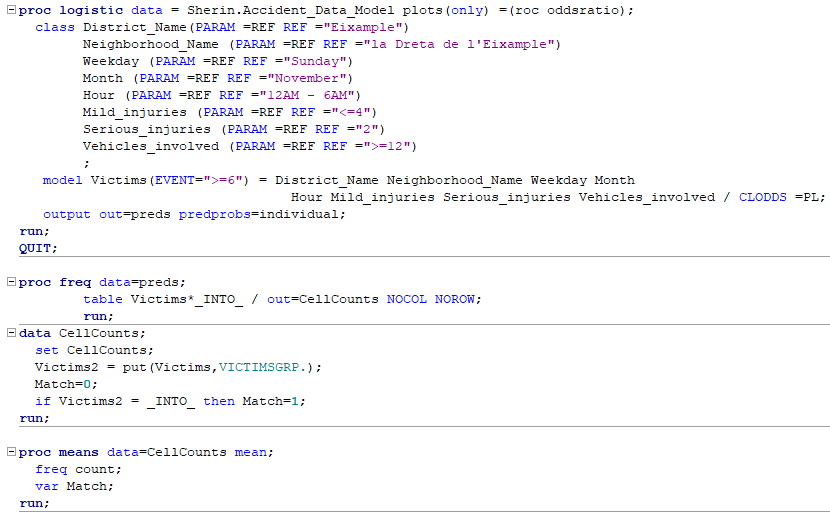 proc logistic data = Sherin.Accident_Data_Model plots(only) =(roc oddsratio);
class District_Name(PARAM =REF REF ="Eixample")
Neighborhood_Name (PARAM =REF REF ="la Dreta de l'Eixample")
Weekday (PARAM =REF REF ="Sunday")
Month (PARAM =REF REF ="November")
Hour (PARAM =REF REF ="12AM - 6AM")
Mild_injuries (PARAM =REF REF ="<=4")
Serious_injuries (PARAM =REF REF ="2")
Vehicles_involved (PARAM =REF REF =">=12")
;
model Victims(EVENT=">=6") = District_Name Neighborhood_Name Weekday Month
Hour Mild_injuries Serious_injuries Vehicles_involved / CLODDS =PL;
output out=preds predprobs=individual;
run;
QUIT;
proc freq data=preds;
table Victims*_INTO_ / out=CellCounts NOCOL NOROW;
run;
data CellCounts;
set CellCounts;
Victims2 = put(Victims,VICTIMSGRP.);
Match=0;
if Victims2 = _INTO_ then Match=1;
run;
proc means data=CellCounts mean;
freq count;
var Match;
run;